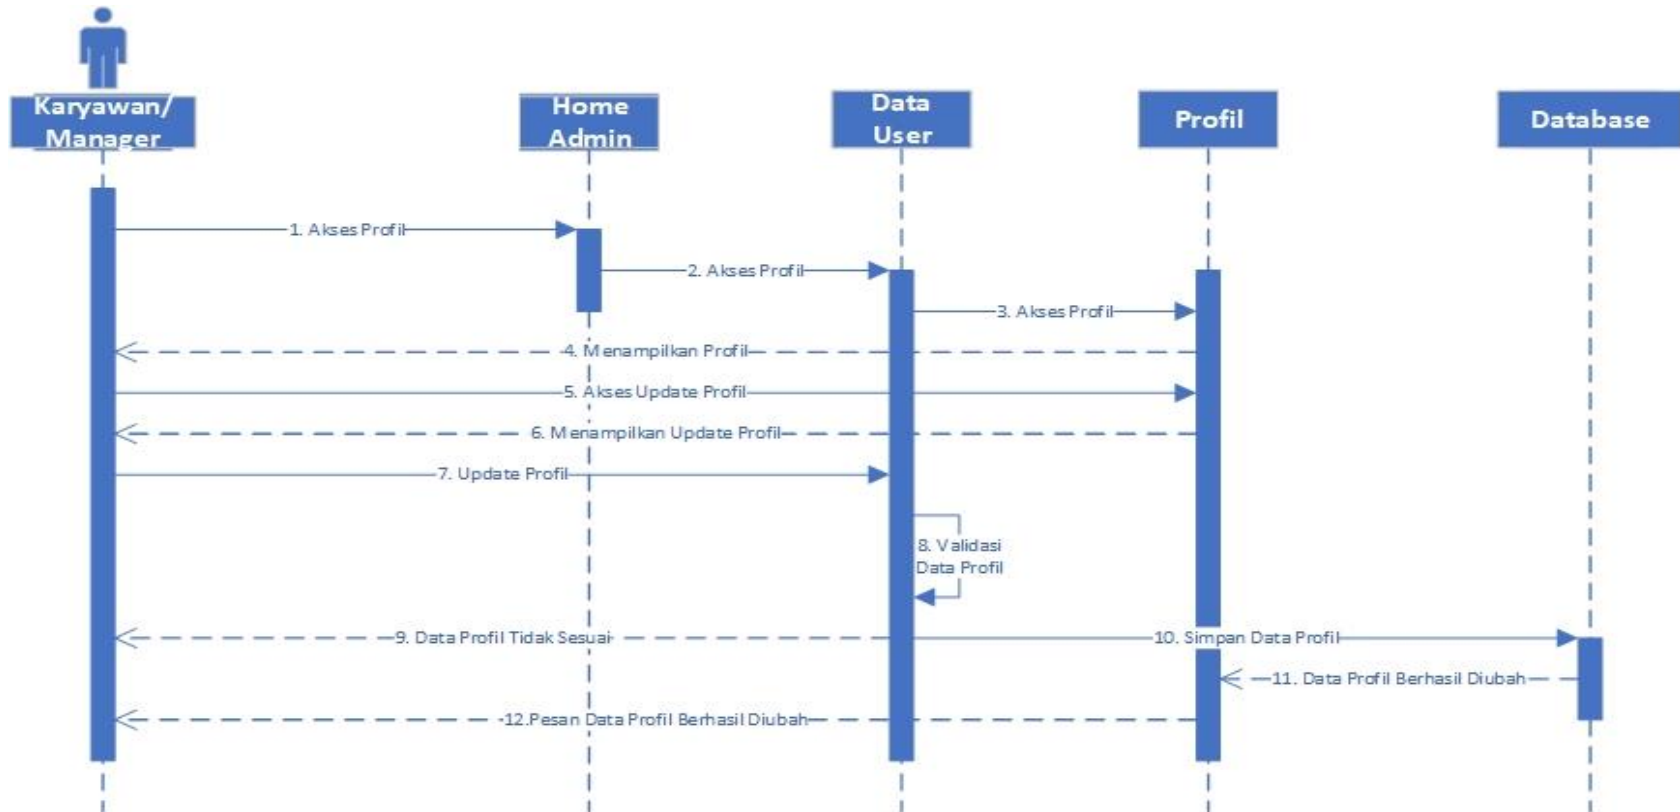 Karyawan/
Manager
Home
Admin
Data
User
Profil
Database
1. Akses Profil
2. Akses Profil
3. Akses Profil
4. Menampilkan Profil
5. Akses Update Profil
6. Menampilkan Update Profil
7. Update Profil
8. Validasi
Data Profil
9. Data Profil Tidak Sesuai
10. Simpan Data Profil
11. Data Profil Berhasil Diubah
12.Pesan Data Profil Berhasil Diubah